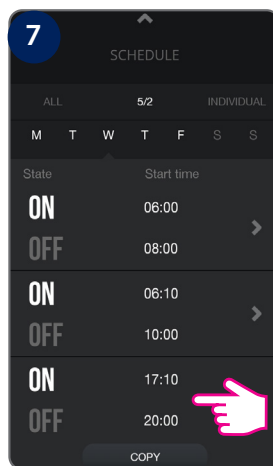 7
SCHEDULE
ALL 5/2 INDIVIDUAL
M T W T F S S
State Start time
ON 06:00
OFF 08:00
ON 06:10
OFF 10:00
ON 17:10
OFF 20:00
COPY